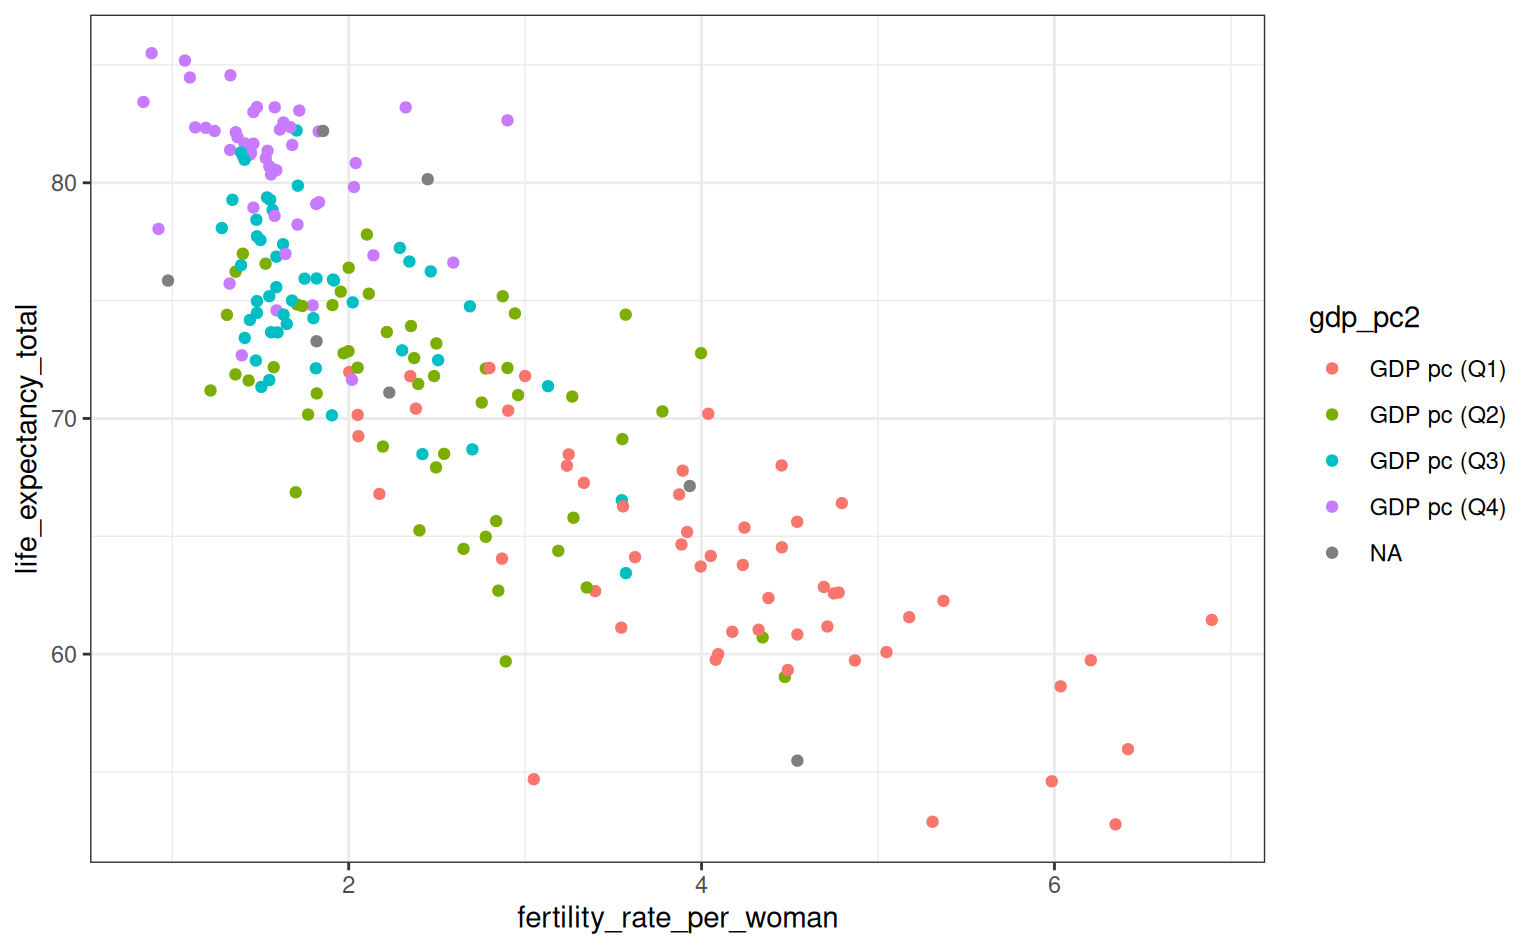 life_expectancy_total
80
70
60
2
4
6
fertility_rate_per_woman
gdp_pc2
GDP pc (Q1)
GDP pc (Q2)
GDP pc (Q3)
GDP pc (Q4)
NA